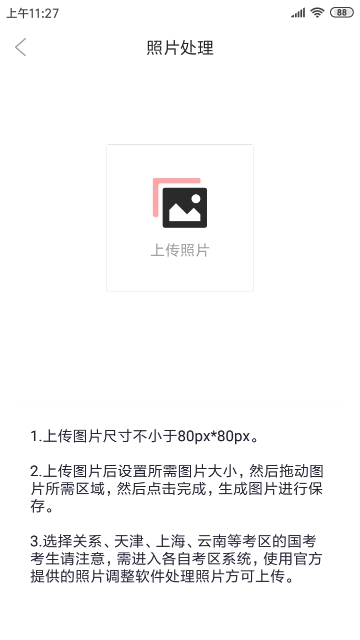 上午11:27
88
照片处理
上传照片
1.上传图片尺寸不小于80px*80px。
2.上传图片后设置所需图片大小，然后拖动图
片所需区域，然后点击完成，生成图片进行保
存。
3.选择关系、天津、上海、云南等考区的国考
考生请注意，需进入各自考区系统，使用官方
提供的照片调整软件处理照片方可上传。